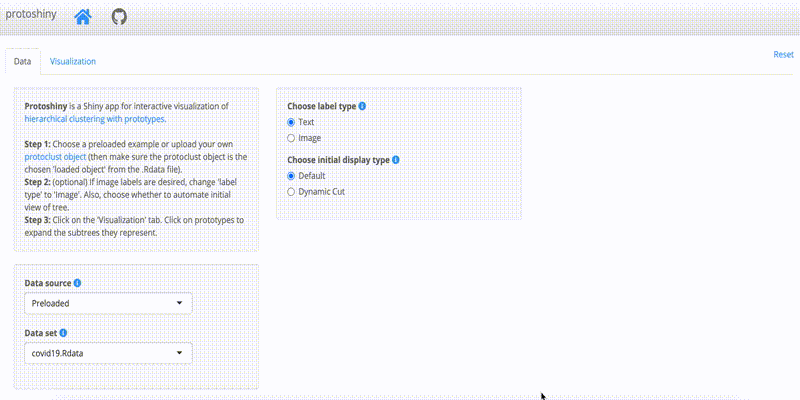 protoshiny
Reset
Data
Visualization
Protoshiny is a Shiny app for interactive visualization of
hierarchical clustering with prototypes.
Step 1: Choose a preloaded example or upload your own
protoclust object (then make sure the protoclust object is the
chosen 'loaded object' from the .Rdata file).
Step 2: (optional) If image labels are desired, change 'label
type' to 'Image'. Also, choose whether to automate initial
view of tree.
Step 3: Click on the 'Visualization' tab. Click on prototypes to
expand the subtrees they represent.
Choose label type
Text
Image
Choose initial display type
Default
Dynamic Cut
Data source
Preloaded
Data set
covid19.Rdata